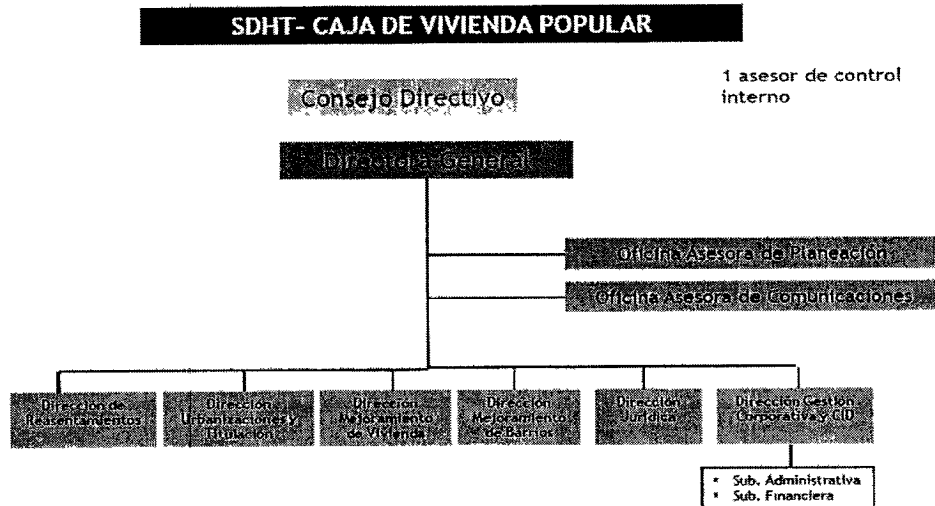 SDHT- CAJA DE VIVIENDA POPULAR
1 asesor de control
interno
Consejo Directivo
Directora General
Oficina Asesora de Planeación
Oficina Asesora de Comunicaciones
Dirección de
Reasentamientos
Dirección
Urbanizaciones y
Titulación
Dirección
Mejoramiento
de Vivienda
Dirección
Mejoramiento
de Barrios
Dirección
Jurídica
Dirección Gestión
Corporativa y CID
* Sub. Administrativa
* Sub. Financiera